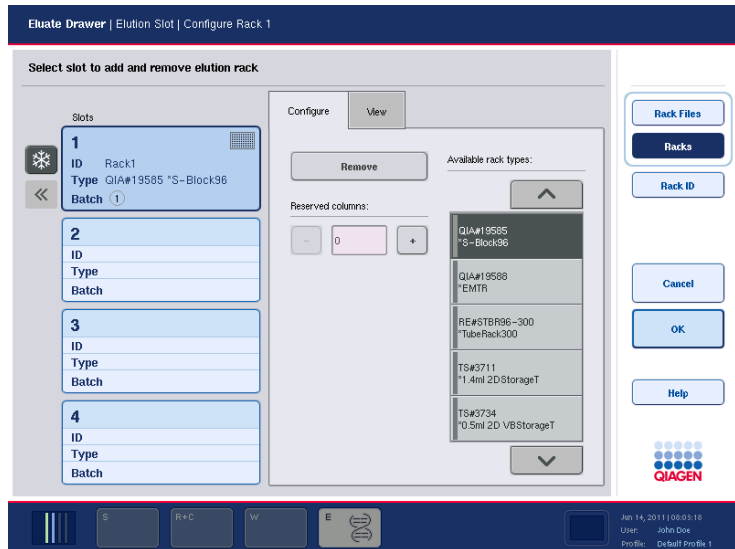 Eluate Drawer | Elution Slot | Configure Rack 1
Select slot to add and remove elution rack
Slots
1
ID Rack1
Type QIA#19585 *S-Block96
Batch 1
2
ID
Type
Batch
3
ID
Type
Batch
4
ID
Type
Batch
Configure View
Remove
Reserved columns:
- 0 +
Available rack types:
QIA#19585
*S-Block96
QIA#19588
*EMTR
RE#STBR96-300
*TubeRack300
TS#3711
*1.4ml 2DStorageT
TS#3734
*0.5ml 2D VBStorageT
Rack Files
Racks
Rack ID
Cancel
OK
Help
QIAGEN
S R+C W E
Jun 14, 2011 | 08:03:18
User: John Doe
Profile: Default Profile 1